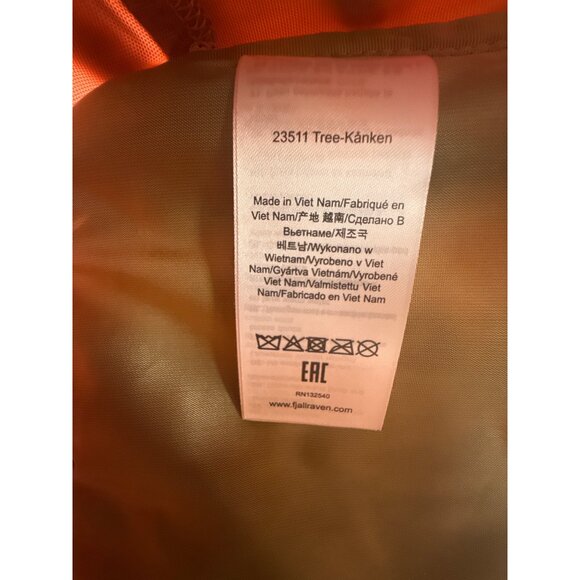 23511 Tree-Kånken
Made in Viet Nam/Fabriqué en
Viet Nam/产地 越南/Сделано В
Вьетнаме/제조국
베트남/Wykonano w
Wietnam/Vyrobeno v Viet
Nam/Gyártva Vietnám/Vyrobené
Viet Nam/Valmistettu Viet
Nam/Fabricado en Viet Nam
EAC
RN132540
www.fjallraven.com